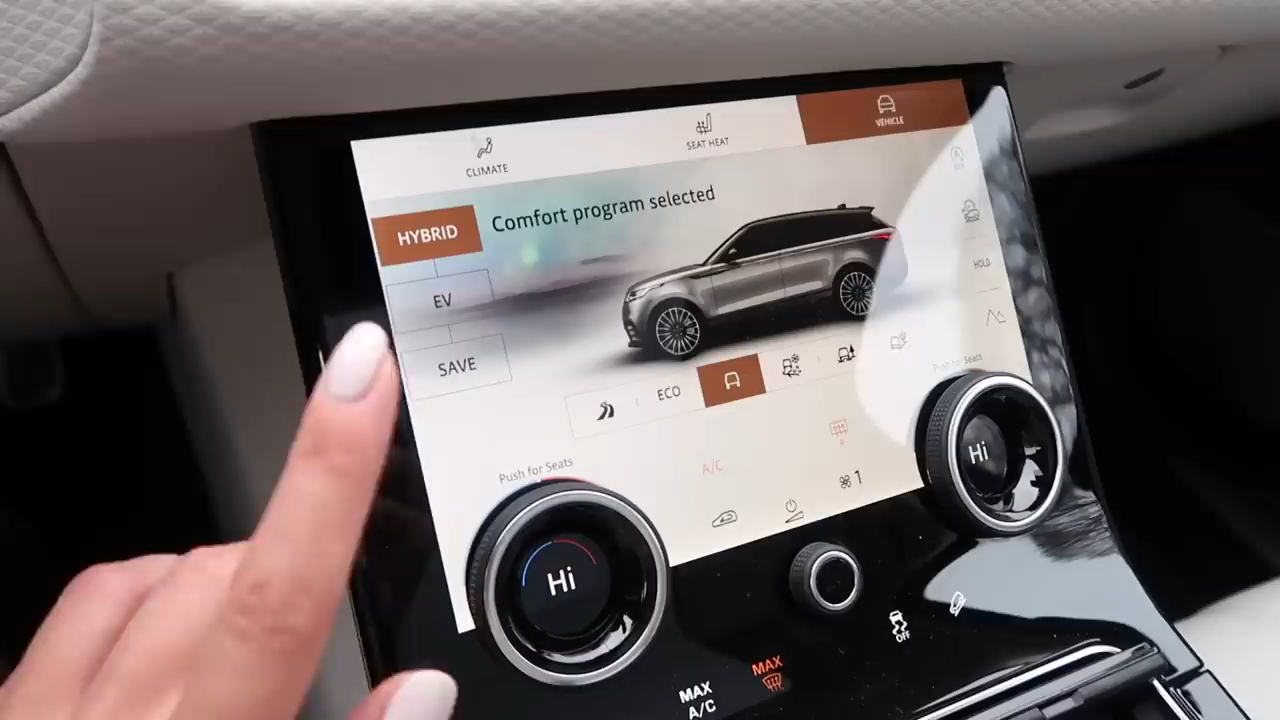 CLIMATE
SEAT HEAT
VEHICLE
HYBRID
Comfort program selected
EV
SAVE
HOLD
ECO
Push for Seats
Push for Seats
A/C
1
Hi
Hi
OFF
MAX
MAX
A/C